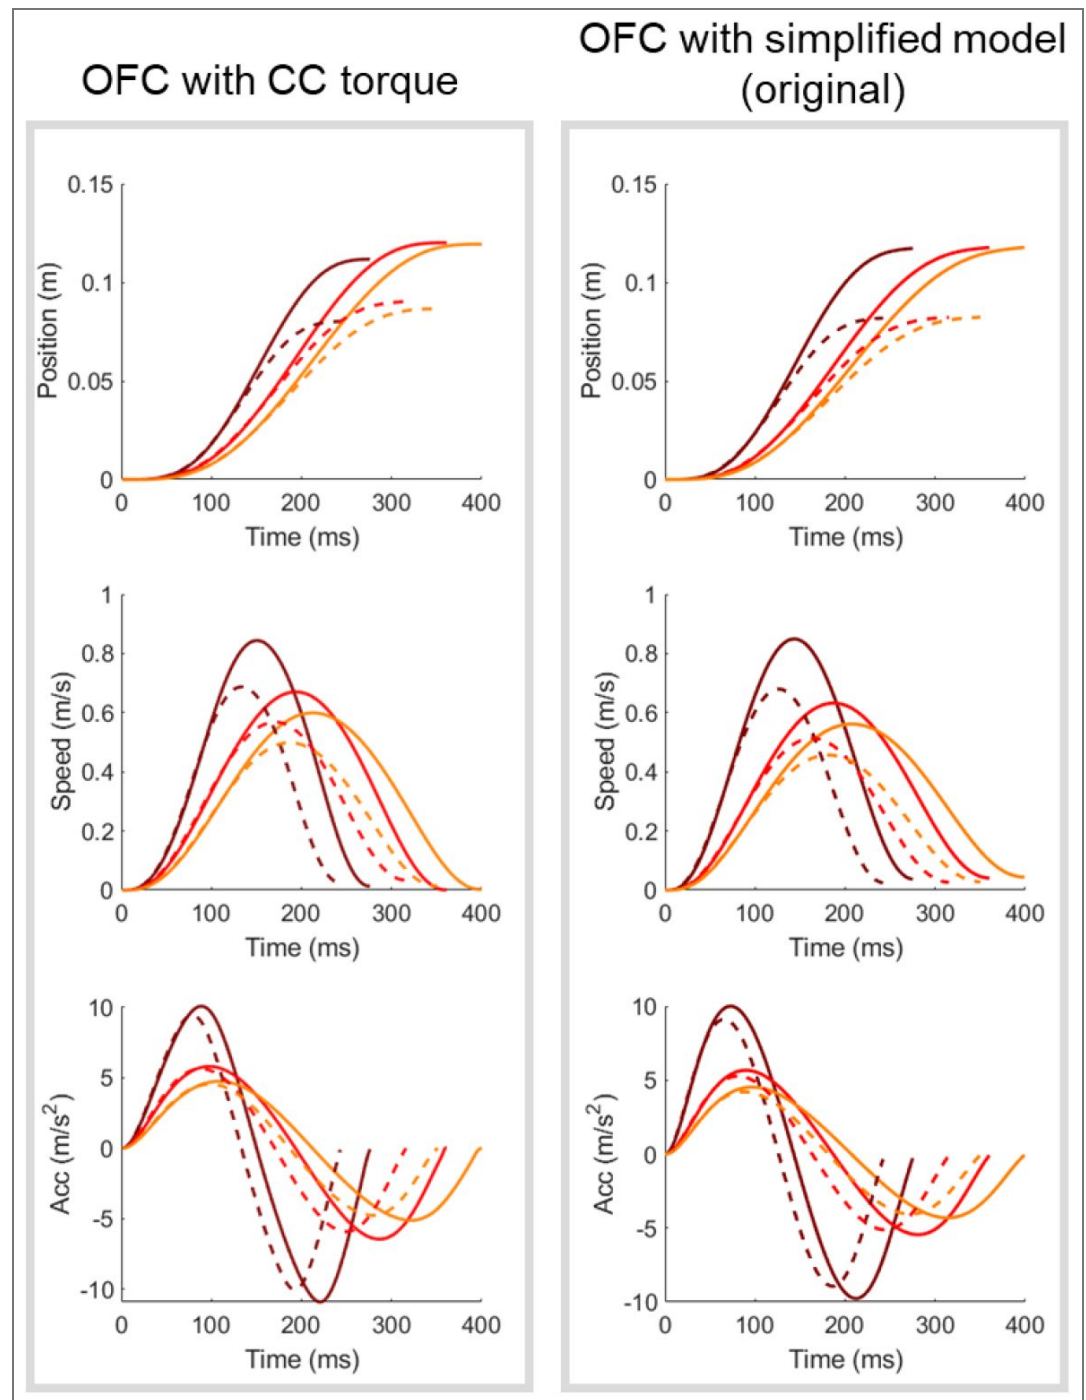 OFC with CC torque
OFC with simplified model
(original)
0.15
0.1
0.05
0
Position (m)
0 100 200 300 400
Time (ms)
0.15
0.1
0.05
0
Position (m)
0 100 200 300 400
Time (ms)
1
0.8
0.6
0.4
0.2
0
Speed (m/s)
0 100 200 300 400
Time (ms)
1
0.8
0.6
0.4
0.2
0
Speed (m/s)
0 100 200 300 400
Time (ms)
10
5
0
-5
-10
Acc (m/s²)
0 100 200 300 400
Time (ms)
10
5
0
-5
-10
Acc (m/s²)
0 100 200 300 400
Time (ms)